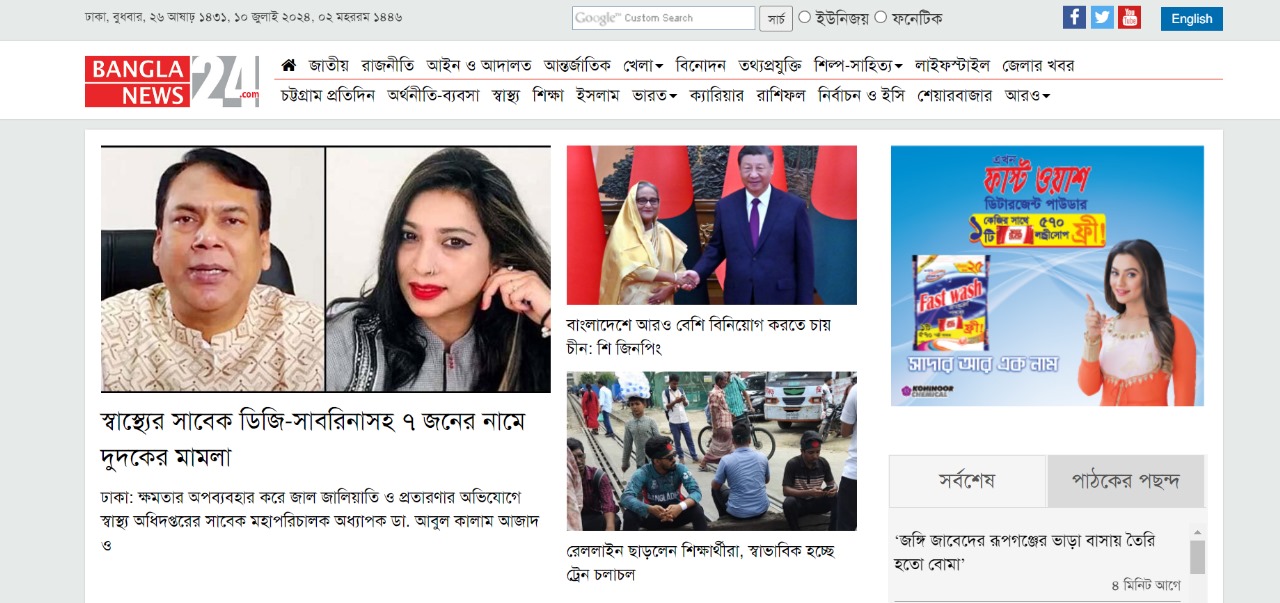 ঢাকা, বুধবার, ২৬ আষাঢ় ১৪৩১, ১০ জুলাই ২০২৪, ০২ মহররম ১৪৪৬
Google™ Custom Search
সার্চ
ইউনিজয়
ফনেটিক
You Tube
English
BANGLA NEWS 24.com
জাতীয় রাজনীতি আইন ও আদালত আন্তর্জাতিক খেলা বিনোদন তথ্যপ্রযুক্তি শিল্প-সাহিত্য লাইফস্টাইল জেলার খবর
চট্টগ্রাম প্রতিদিন অর্থনীতি-ব্যবসা স্বাস্থ্য শিক্ষা ইসলাম ভারত ক্যারিয়ার রাশিফল নির্বাচন ও ইসি শেয়ারবাজার আরও
স্বাস্থ্যের সাবেক ডিজি-সাবরিনাসহ ৭ জনের নামে
দুদকের মামলা
ঢাকা: ক্ষমতার অপব্যবহার করে জাল জালিয়াতি ও প্রতারণার অভিযোগে
স্বাস্থ্য অধিদপ্তরের সাবেক মহাপরিচালক অধ্যাপক ডা. আবুল কালাম আজাদ
ও
বাংলাদেশে আরও বেশি বিনিয়োগ করতে চায়
চীন: শি জিনপিং
BANGLADESH
রেললাইন ছাড়লেন শিক্ষার্থীরা, স্বাভাবিক হচ্ছে
ট্রেন চলাচল
এখন
ফাস্ট ওয়াশ
ডিটারজেন্ট পাউডার
১ কেজির সাথে
টি
৫৭০
লন্ড্রীসোপ
ফ্রী!
Fast wash
ফ্রী!
সাদার আর এক নাম
KOHINOOR
CHEMICAL
সর্বশেষ
পাঠকের পছন্দ
‘জঙ্গি জাবেদের রূপগঞ্জের ভাড়া বাসায় তৈরি
হতো বোমা’
৪ মিনিট আগে